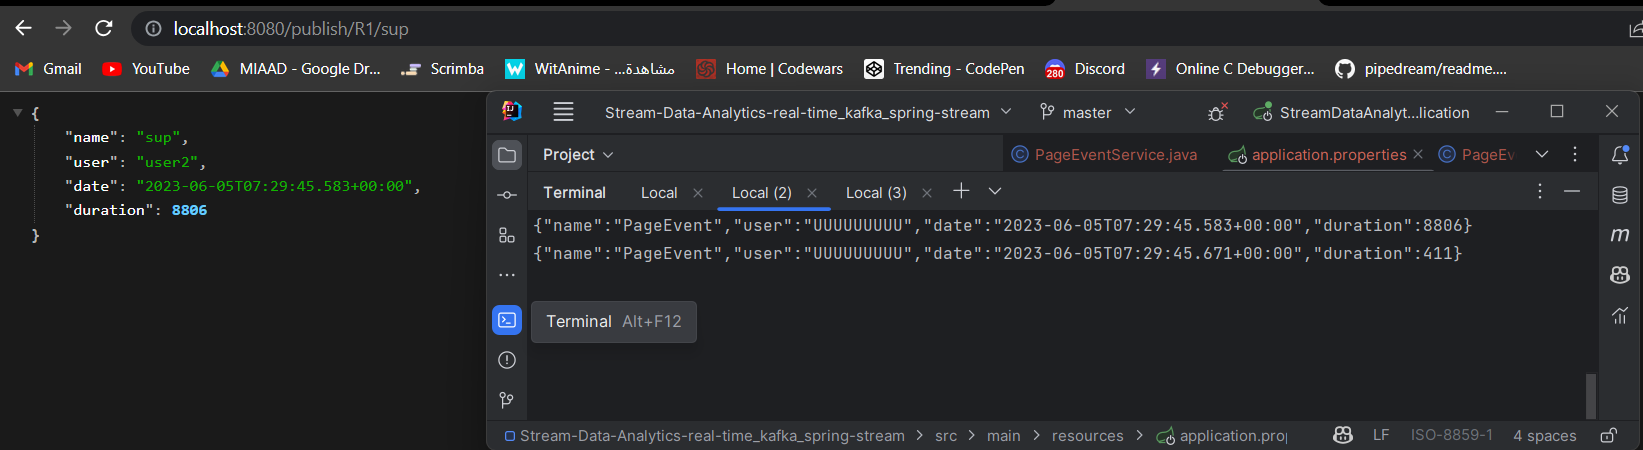 localhost:8080/publish/R1/sup
Gmail YouTube MIAAD - Google Dr... Scrimba WitAnime - ...مشاهدة Home | Codewars Trending - CodePen 280 Discord Online C Debugger... pipedream/readme....
{
"name": "sup",
"user": "user2",
"date": "2023-06-05T07:29:45.583+00:00",
"duration": 8806
}
Stream-Data-Analytics-real-time_kafka_spring-stream master StreamDataAnalyt...lication
Project PageEventService.java application.properties PageEv
Terminal Local Local (2) Local (3)
{"name":"PageEvent","user":"UUUUUUUUU","date":"2023-06-05T07:29:45.583+00:00","duration":8806}
{"name":"PageEvent","user":"UUUUUUUUU","date":"2023-06-05T07:29:45.671+00:00","duration":411}
Terminal Alt+F12
Stream-Data-Analytics-real-time_kafka_spring-stream > src > main > resources > application.pro LF ISO-8859-1 4 spaces